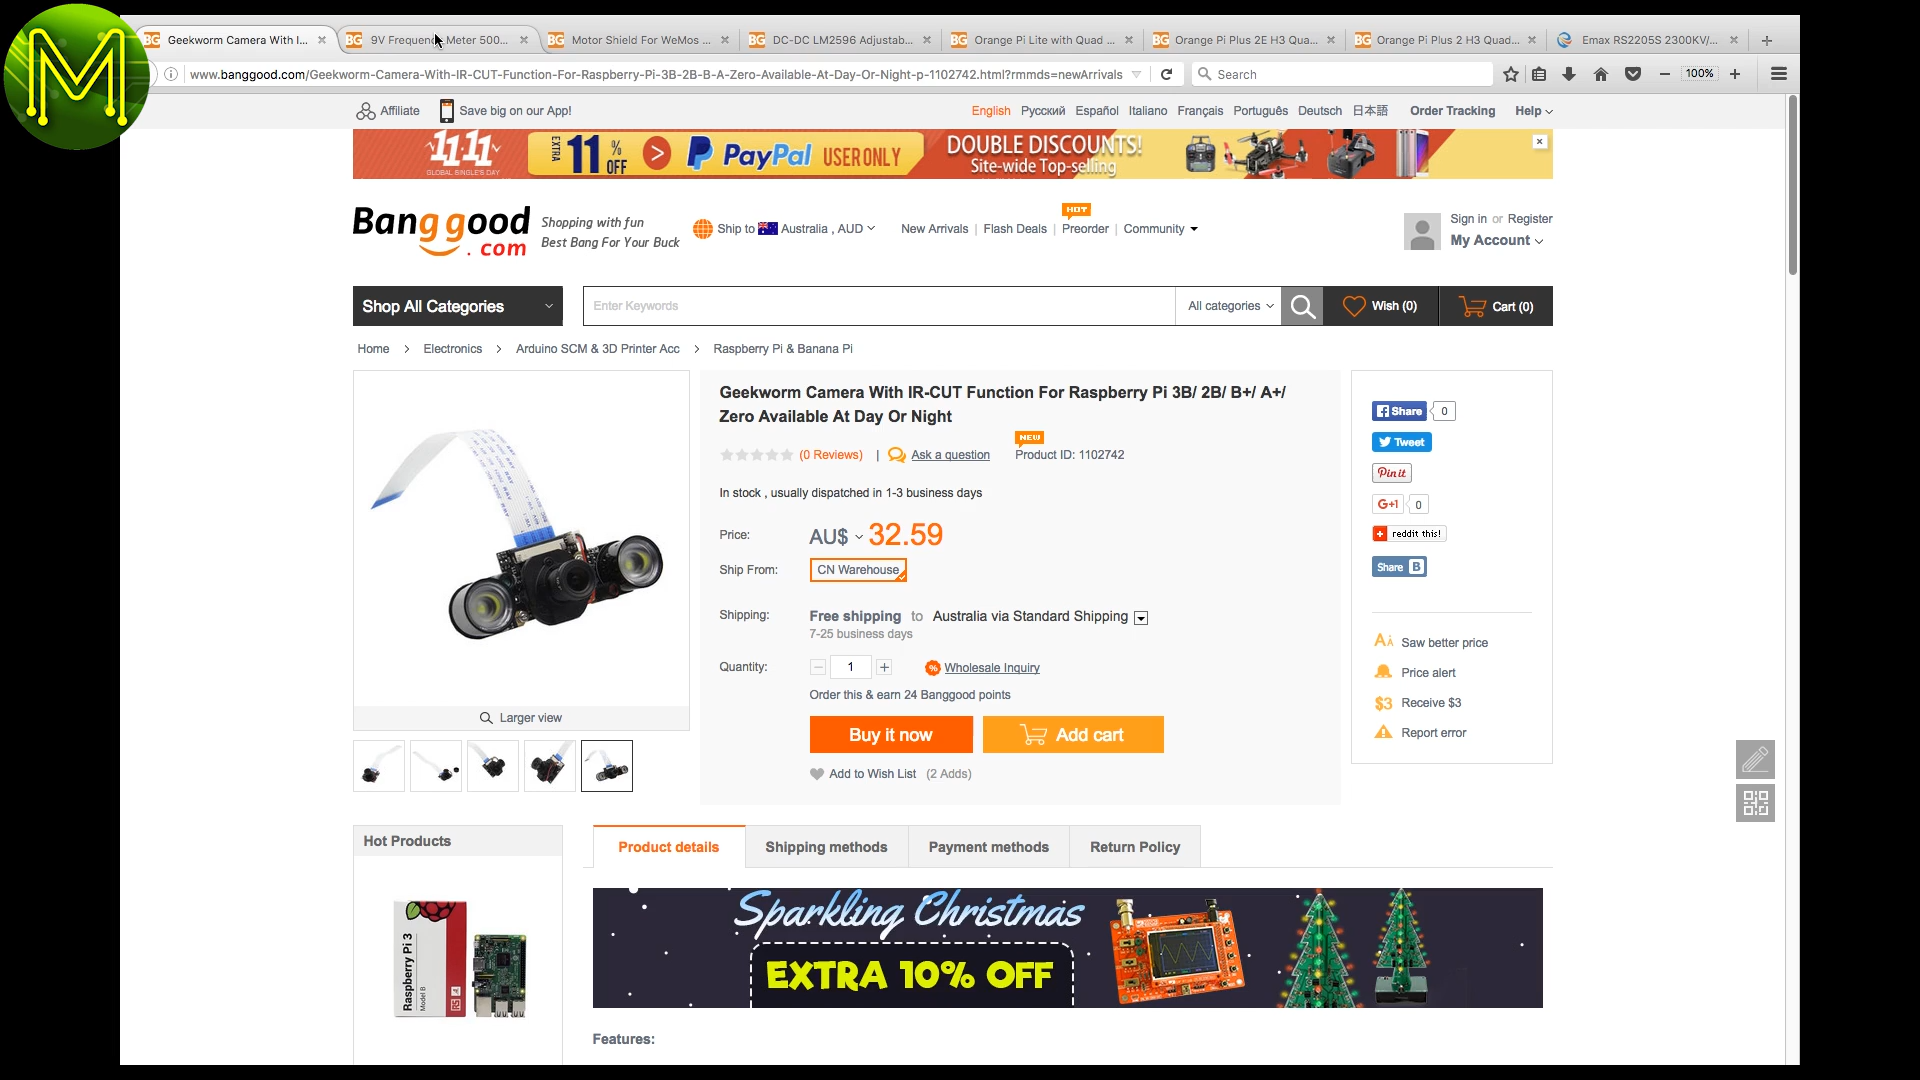 Geekworm Camera With I...
9V Frequen Meter 500...
Motor Shield For WeMos ...
DC-DC LM2596 Adjustab...
Orange Pi Lite with Quad ...
Orange Pi Plus 2E H3 Qua...
Orange Pi Plus 2 H3 Quad...
Emax RS2205S 2300KV/...
www.banggood.com/Geekworm-Camera-With-IR-CUT-Function-For-Raspberry-Pi-3B-2B-B-A-Zero-Available-At-Day-Or-Night-p-1102742.html?rmmds=newArrivals
Search
100%
Affiliate
Save big on our App!
English Русский Español Italiano Français Português Deutsch 日本語
Order Tracking
Help
11.11
GLOBAL SINGLE'S DAY
EXTRA 11 % OFF > PayPal USER ONLY
DOUBLE DISCOUNTS!
Site-wide Top-selling
Banggood.com
Shopping with fun
Best Bang For Your Buck
Ship to Australia , AUD
HOT
New Arrivals | Flash Deals | Preorder | Community
Sign in or Register
My Account
Shop All Categories
Enter Keywords
All categories
Wish (0)
Cart (0)
Home > Electronics > Arduino SCM & 3D Printer Acc > Raspberry Pi & Banana Pi
Geekworm Camera With IR-CUT Function For Raspberry Pi 3B/ 2B/ B+/ A+/
Zero Available At Day Or Night
NEW
(0 Reviews) | Ask a question
Product ID: 1102742
In stock , usually dispatched in 1-3 business days
Price: AU$ 32.59
Ship From: CN Warehouse
Shipping: Free shipping to Australia via Standard Shipping
7-25 business days
Quantity: 1
Wholesale Inquiry
Order this & earn 24 Banggood points
Buy it now
Add cart
Add to Wish List (2 Adds)
Larger view
Share 0
Tweet
Pin it
G+1 0
reddit this!
Share B
Saw better price
Price alert
$3 Receive $3
Report error
Hot Products
Raspberry Pi 3
Model B
RS
Product details
Shipping methods
Payment methods
Return Policy
Sparkling Christmas
EXTRA 10% OFF
Features: